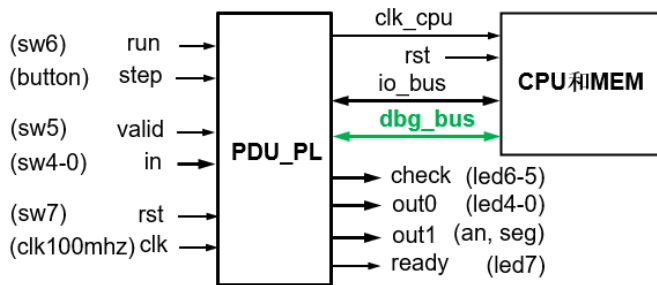 clk_cpu
(sw6) run
rst
(button) step
io_bus
CPU和MEM
dbg_bus
(sw5) valid
PDU_PL
(sw4-0) in
check (led6-5)
out0 (led4-0)
(sw7) rst
out1 (an, seg)
(clk100mhz) clk
ready (led7)